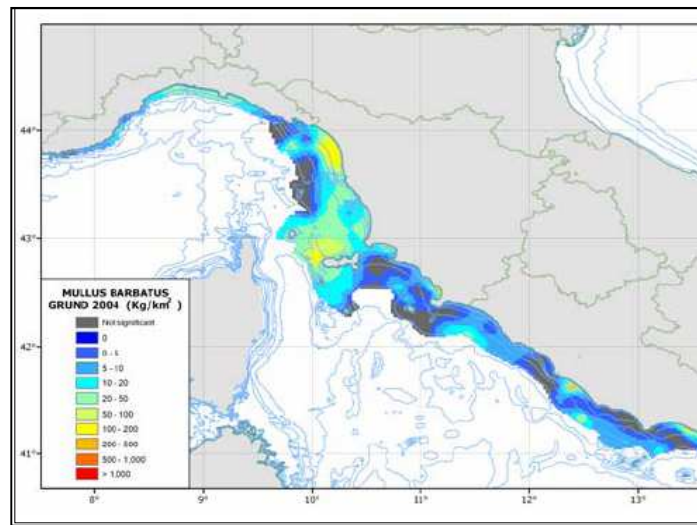 44°
43°
42°
41°
MULLUS BARBATUS
GRUND 2004 (Kg/km²)
Not significant
0
0 - 5
5 - 10
10 - 20
20 - 50
50 - 100
100 - 200
200 - 500
500 - 1,000
> 1,000
8°
9°
10°
11°
12°
13°